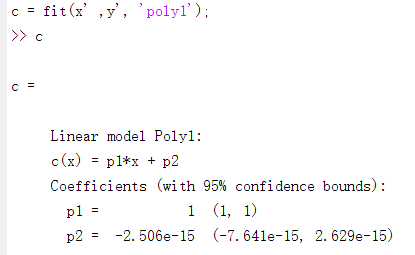 c = fit(x' ,y', 'poly1');
>> c
c =
Linear model Poly1:
c(x) = p1*x + p2
Coefficients (with 95% confidence bounds):
p1 = 1 (1, 1)
p2 = -2.506e-15 (-7.641e-15, 2.629e-15)